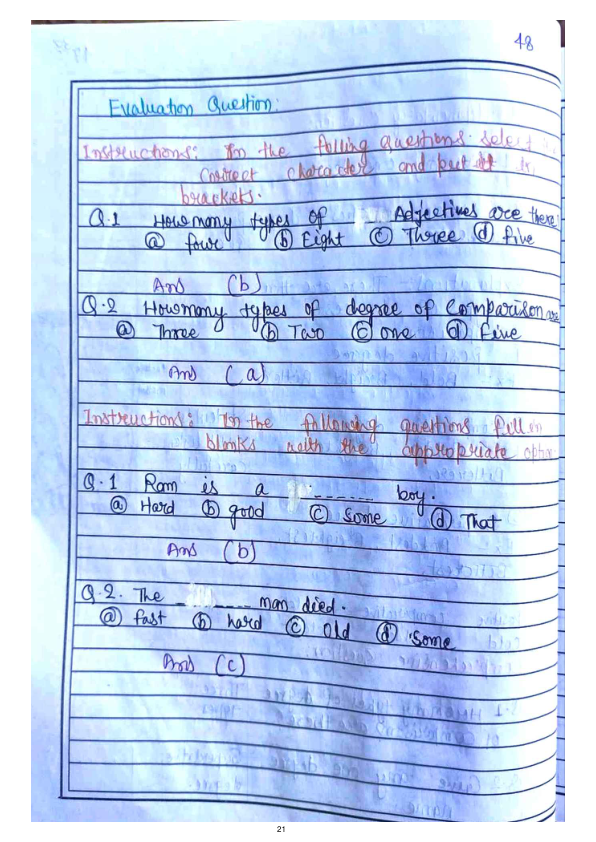 48
Evaluation Question:
Instructions: In the folling questions select
Correct character and put it in
brackets.
Q.1 Howmany types of Adjectives are there
(a) four (b) Eight (c) Three (d) five
Ans (b)
Q.2 Howmany types of degree of Comparison are
(a) Three (b) Two (c) one (d) Five
Ans (a)
Instructions: In the following questions fill in
blanks with the appropriate option
Q.1 Ram is a ------ boy.
(a) Hard (b) good (c) Some (d) That
Ans (b)
Q.2. The _ ____ man died.
(a) fast (b) hard (c) Old (d) Some
Ans (c)
21